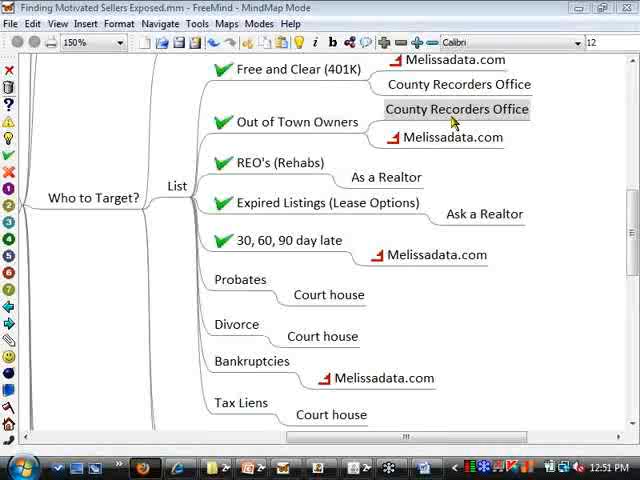 Finding Motivated Sellers Exposed.mm - FreeMind - MindMap Mode
File Edit View Insert Format Navigate Tools Maps Modes Help
150% Calibri 12
Melissadata.com
Free and Clear (401K)
County Recorders Office
County Recorders Office
Out of Town Owners
Melissadata.com
REO's (Rehabs)
As a Realtor
List
Who to Target?
Expired Listings (Lease Options)
Ask a Realtor
30, 60, 90 day late
Melissadata.com
Probates
Court house
Divorce
Court house
Bankruptcies
Melissadata.com
Tax Liens
Court house
12:51 PM